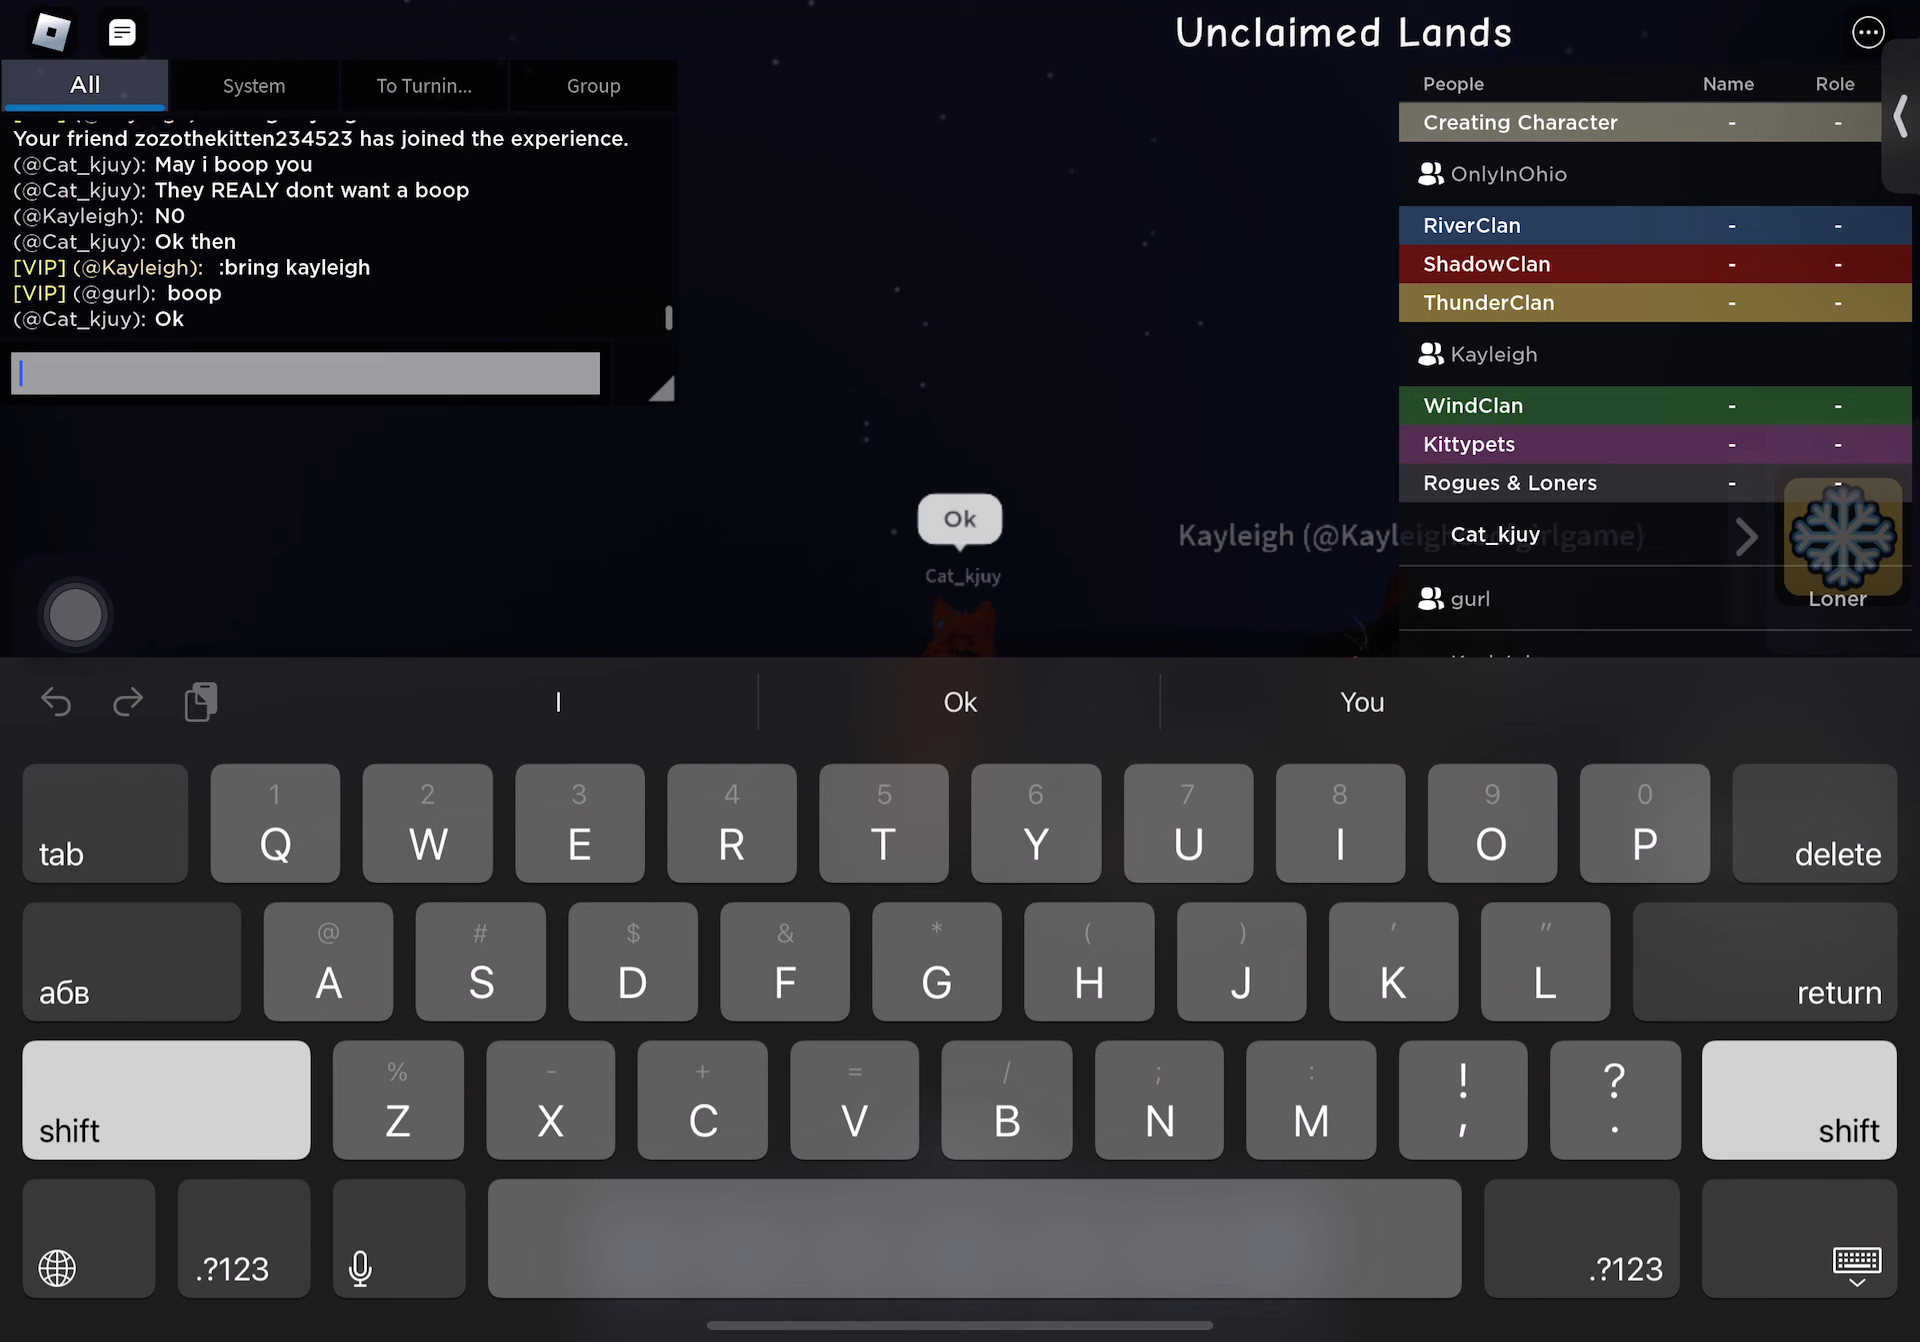 Unclaimed Lands
All
System
To Turnin...
Group
Your friend zozothekitten234523 has joined the experience.
(@Cat_kjuy): May i boop you
(@Cat_kjuy): They REALY dont want a boop
(@Kayleigh): N0
(@Cat_kjuy): Ok then
[VIP] (@Kayleigh): :bring kayleigh
[VIP] (@gurl): boop
(@Cat_kjuy): Ok
People Name Role
Creating Character - -
OnlyInOhio
RiverClan - -
ShadowClan - -
ThunderClan - -
Kayleigh
WindClan - -
Kittypets - -
Rogues & Loners - -
Cat_kjuy
gurl
Loner
Ok
Cat_kjuy
Kayleigh
I
Ok
You
tab 1 Q 2 W 3 E 4 R 5 T 6 Y 7 U 8 I 9 O 0 P delete
абв @ A # S $ D & F * G ( H ) J ' K " L return
shift % Z - X + C = V / B ; N : M ! , ? . shift
.?123
.?123